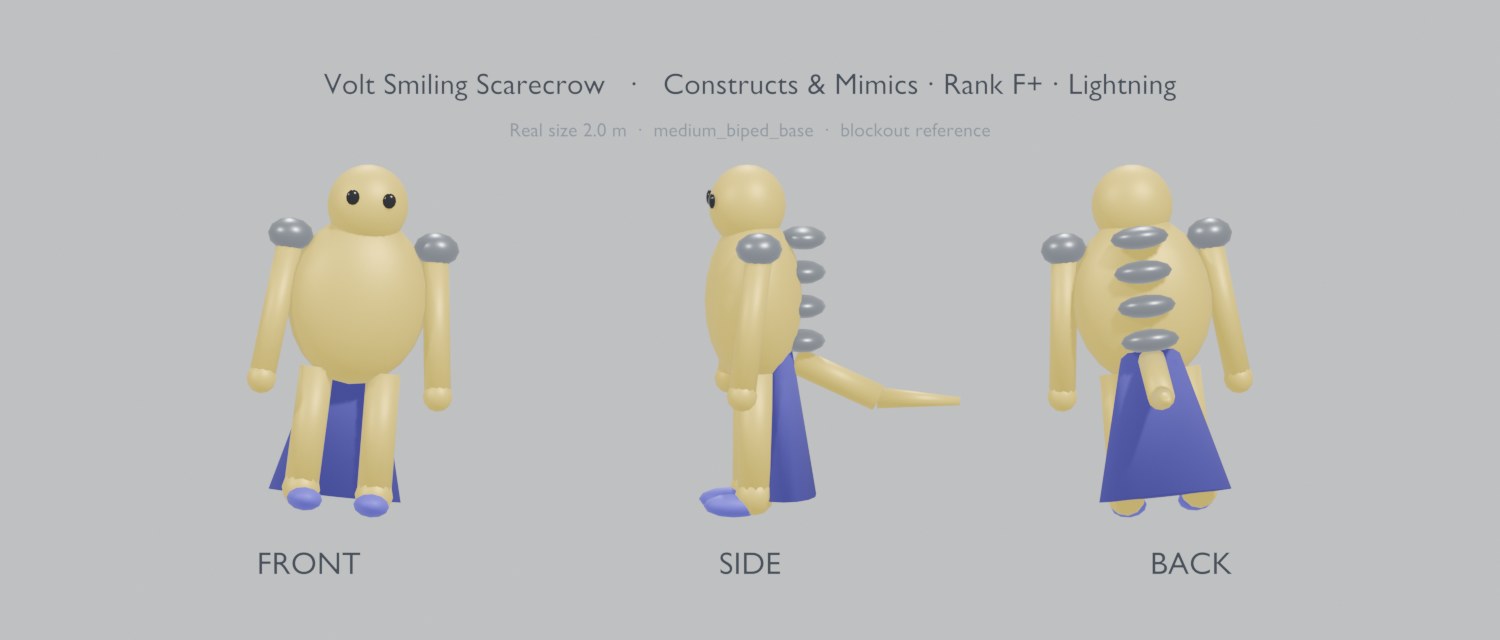 Volt Smiling Scarecrow · Constructs & Mimics · Rank F+ · Lightning
Real size 2.0 m · medium_biped_base · blockout reference
FRONT SIDE BACK